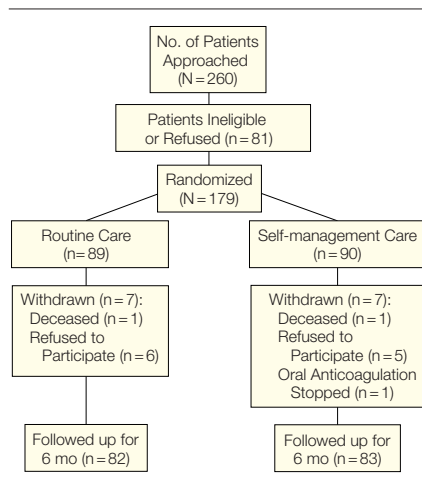 No. of Patients
Approached
(N=260)
Patients Ineligible
or Refused (n=81)
Randomized
(N=179)
Routine Care
(n=89)
Self-management Care
(n=90)
Withdrawn (n=7):
Deceased (n=1)
Refused to
Participate (n=6)
Withdrawn (n=7):
Deceased (n=1)
Refused to
Participate (n=5)
Oral Anticoagulation
Stopped (n=1)
Followed up for
6 mo (n=82)
Followed up for
6 mo (n=83)